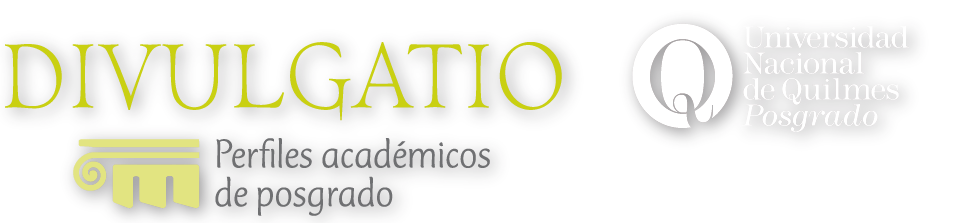 DIVULGATIO
Perfiles académicos
de posgrado
Universidad
Nacional
de Quilmes
Posgrado